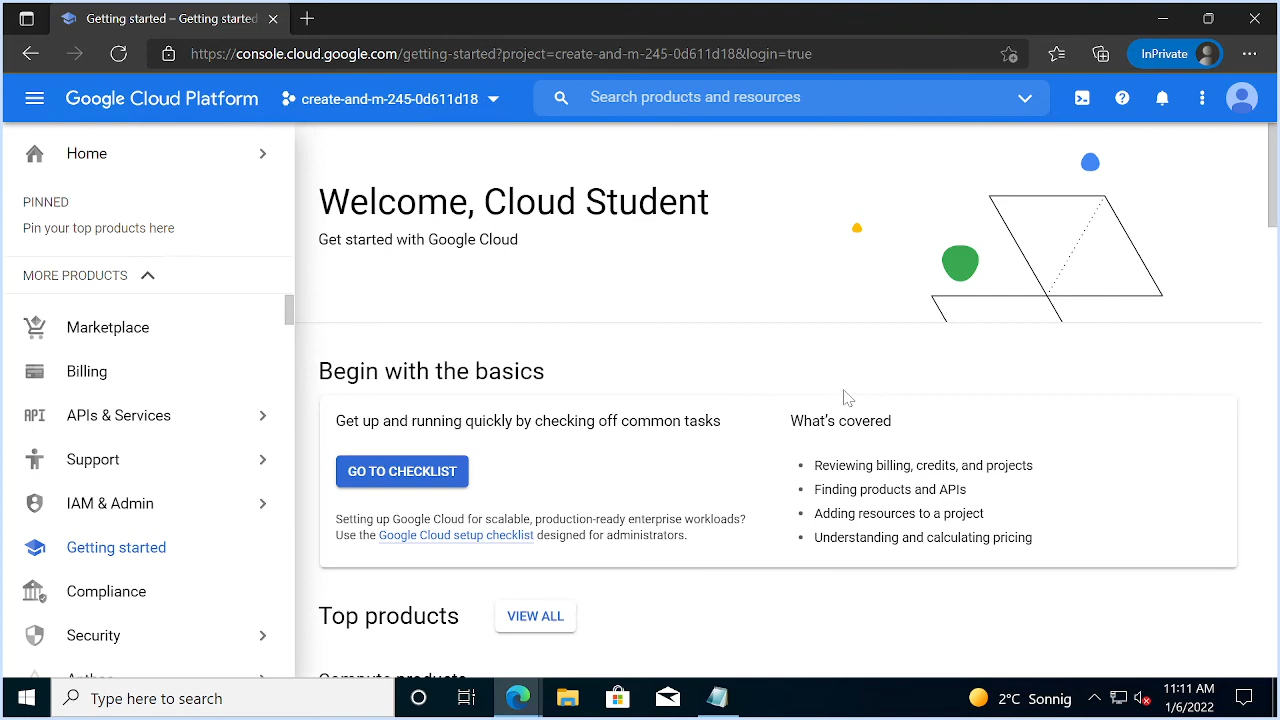 Getting started – Getting started
https://console.cloud.google.com/getting-started?project=create-and-m-245-0d611d18&login=true
InPrivate
Google Cloud Platform
create-and-m-245-0d611d18
Search products and resources
Home
PINNED
Pin your top products here
MORE PRODUCTS
Marketplace
Billing
API
APIs & Services
Support
IAM & Admin
Getting started
Compliance
Security
Welcome, Cloud Student
Get started with Google Cloud
Begin with the basics
Get up and running quickly by checking off common tasks
GO TO CHECKLIST
Setting up Google Cloud for scalable, production-ready enterprise workloads?
Use the Google Cloud setup checklist designed for administrators.
What's covered
• Reviewing billing, credits, and projects
• Finding products and APIs
• Adding resources to a project
• Understanding and calculating pricing
Top products
VIEW ALL
Compute products
Type here to search
2°C Sonnig
11:11 AM
1/6/2022